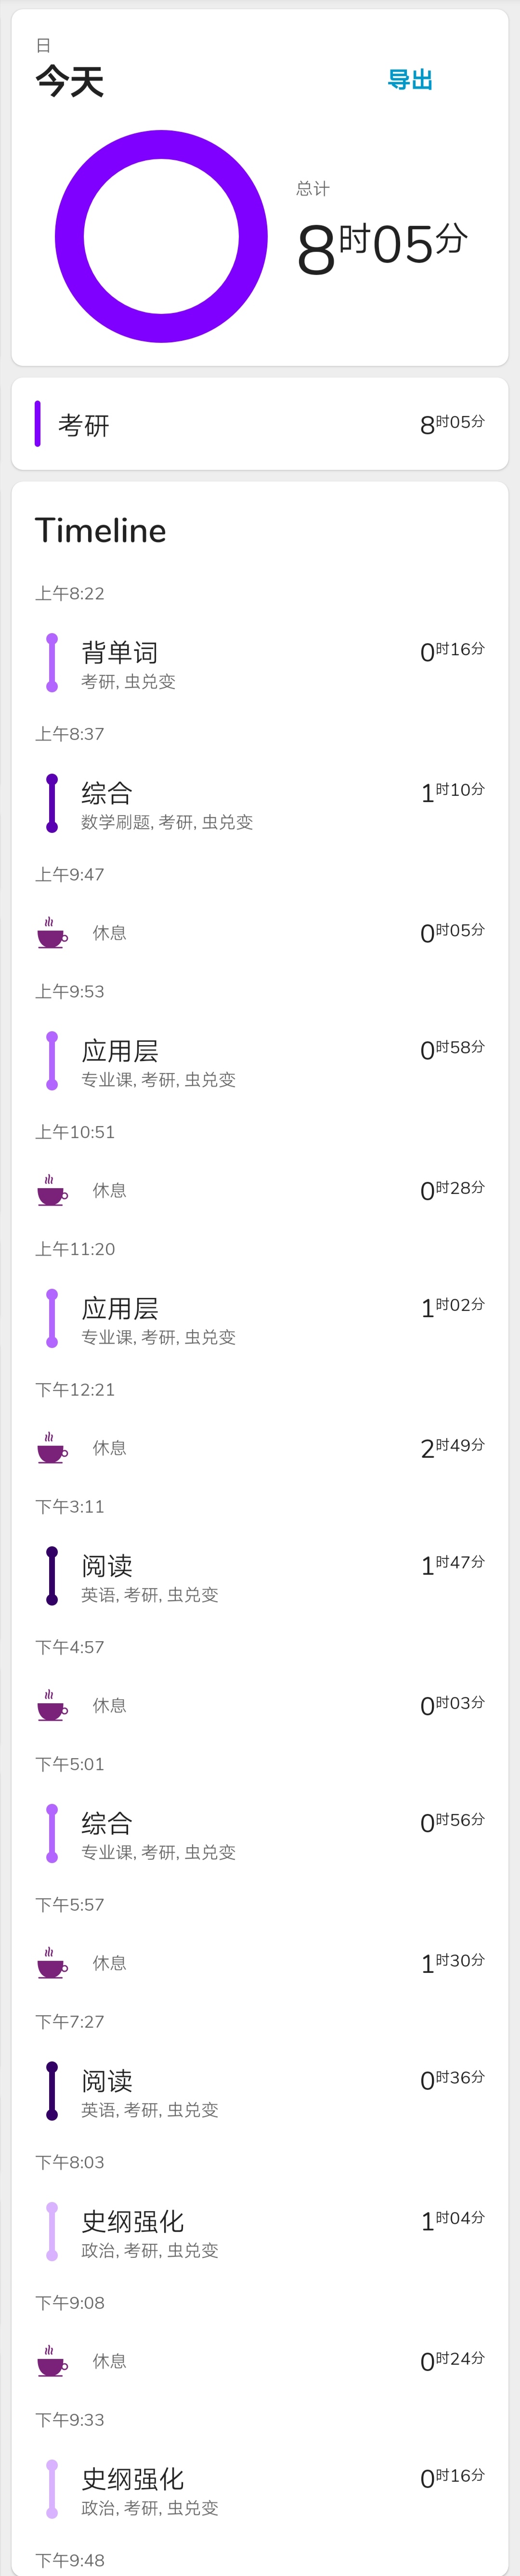 日
今天
导出
总计
8时05分
考研
8时05分
Timeline
上午8:22
背单词
0时16分
考研, 虫兑变
上午8:37
综合
1时10分
数学刷题, 考研, 虫兑变
上午9:47
休息
0时05分
上午9:53
应用层
0时58分
专业课, 考研, 虫兑变
上午10:51
休息
0时28分
上午11:20
应用层
1时02分
专业课, 考研, 虫兑变
下午12:21
休息
2时49分
下午3:11
阅读
1时47分
英语, 考研, 虫兑变
下午4:57
休息
0时03分
下午5:01
综合
0时56分
专业课, 考研, 虫兑变
下午5:57
休息
1时30分
下午7:27
阅读
0时36分
英语, 考研, 虫兑变
下午8:03
史纲强化
1时04分
政治, 考研, 虫兑变
下午9:08
休息
0时24分
下午9:33
史纲强化
0时16分
政治, 考研, 虫兑变
下午9:48